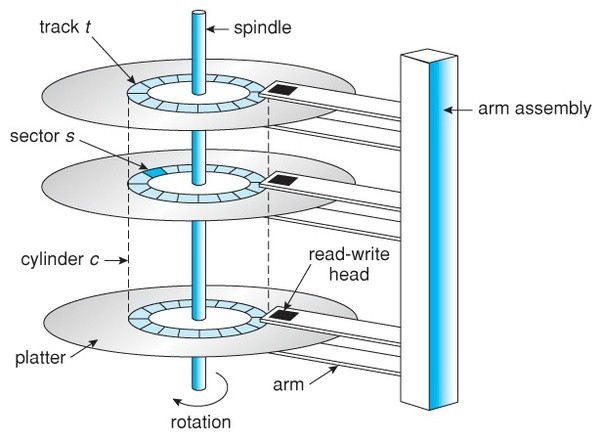 track t
spindle
arm assembly
sector s
cylinder c
read-write
head
platter
arm
rotation